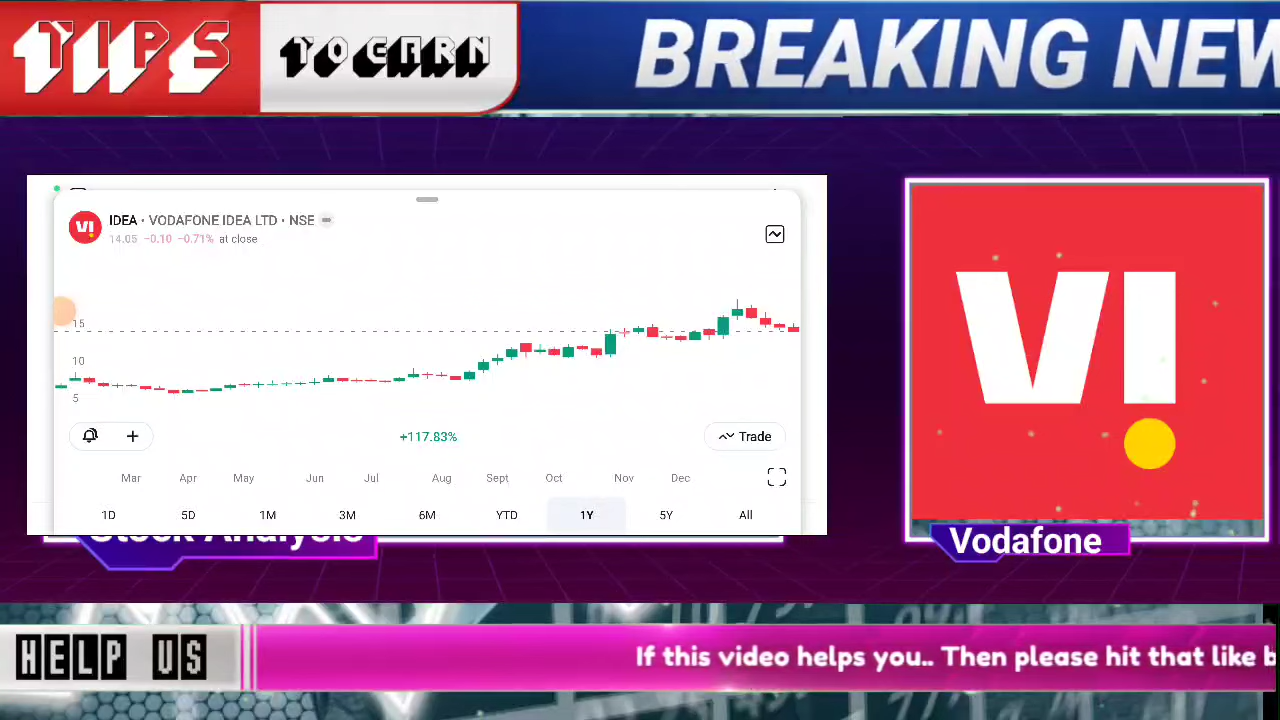 TIPS
TO EARN
BREAKING NEW
IDEA · VODAFONE IDEA LTD · NSE
14.05 −0.10 −0.71% at close
15
10
5
+117.83%
Trade
Mar Apr May Jun Jul Aug Sept Oct Nov Dec
1D 5D 1M 3M 6M YTD 1Y 5Y All
Stock Analysis
VI
Vodafone
HELP US
If this video helps you.. Then please hit that like b